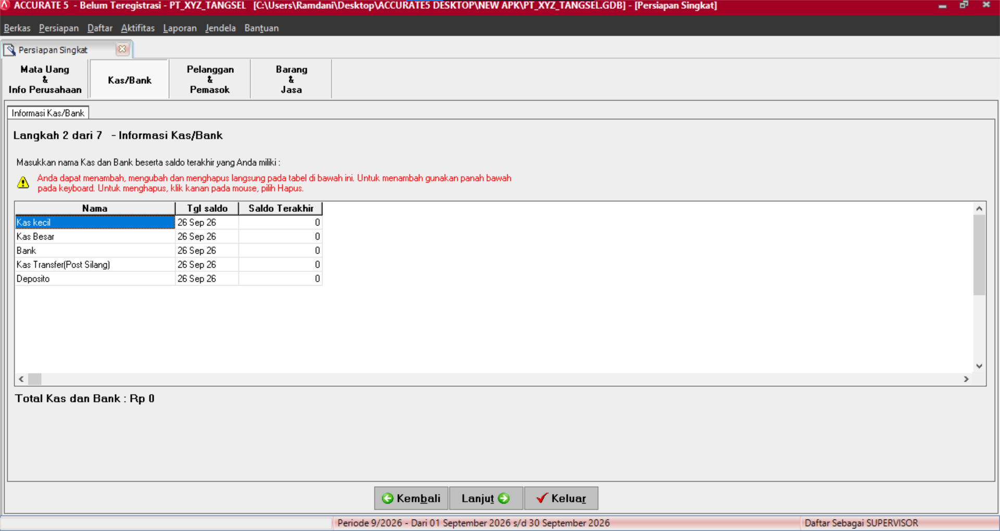 ACCURATE 5 - Belum Teregistrasi - PT_XYZ_TANGSEL [C:\Users\Ramdani\Desktop\ACCURATE5 DESKTOP\NEW APK\PT_XYZ_TANGSEL.GDB] - [Persiapan Singkat]
Berkas Persiapan Daftar Aktifitas Laporan Jendela Bantuan
Persiapan Singkat
Mata Uang
&
Info Perusahaan
Kas/Bank
Pelanggan
&
Pemasok
Barang
&
Jasa
Informasi Kas/Bank
Langkah 2 dari 7 - Informasi Kas/Bank
Masukkan nama Kas dan Bank beserta saldo terakhir yang Anda miliki :
Anda dapat menambah, mengubah dan menghapus langsung pada tabel di bawah ini. Untuk menambah gunakan panah bawah
pada keyboard. Untuk menghapus, klik kanan pada mouse, pilih Hapus.
Nama Tgl saldo Saldo Terakhir
Kas kecil 26 Sep 26 0
Kas Besar 26 Sep 26 0
Bank 26 Sep 26 0
Kas Transfer(Post Silang) 26 Sep 26 0
Deposito 26 Sep 26 0
Total Kas dan Bank : Rp 0
Kembali Lanjut Keluar
Periode 9/2026 - Dari 01 September 2026 s/d 30 September 2026 Daftar Sebagai SUPERVISOR